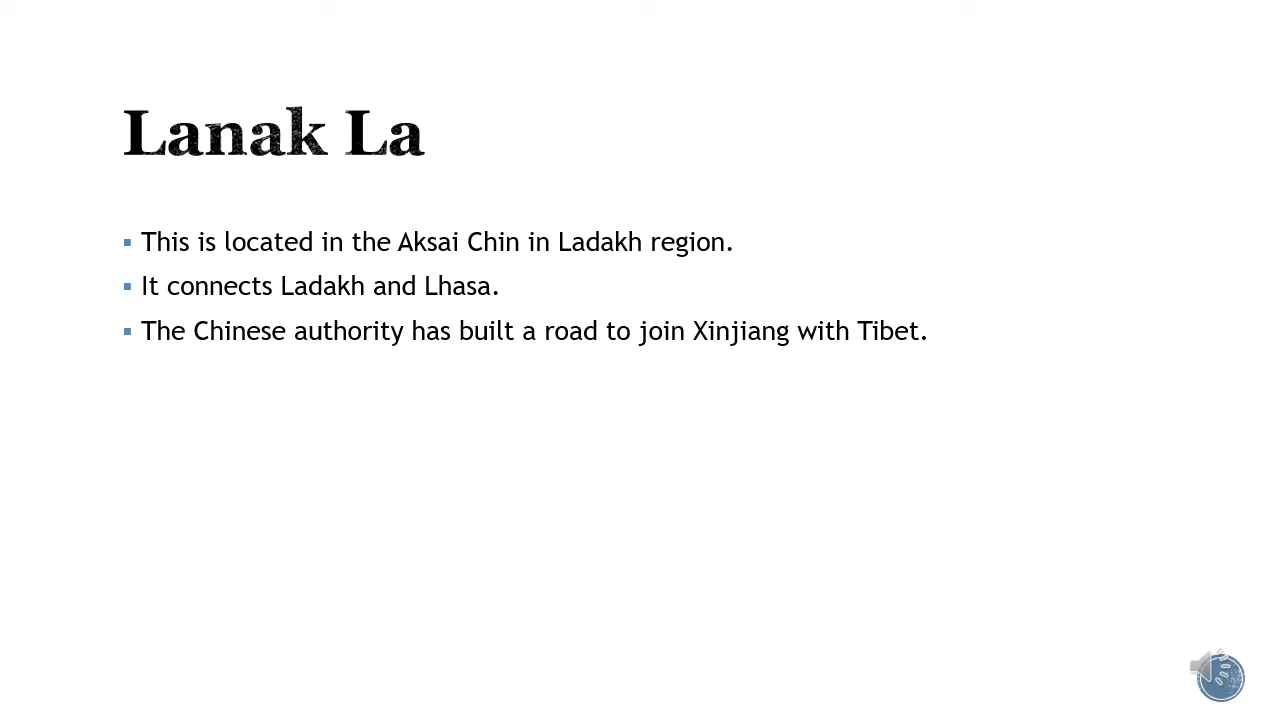 Lanak La
▪ This is located in the Aksai Chin in Ladakh region.
▪ It connects Ladakh and Lhasa.
▪ The Chinese authority has built a road to join Xinjiang with Tibet.